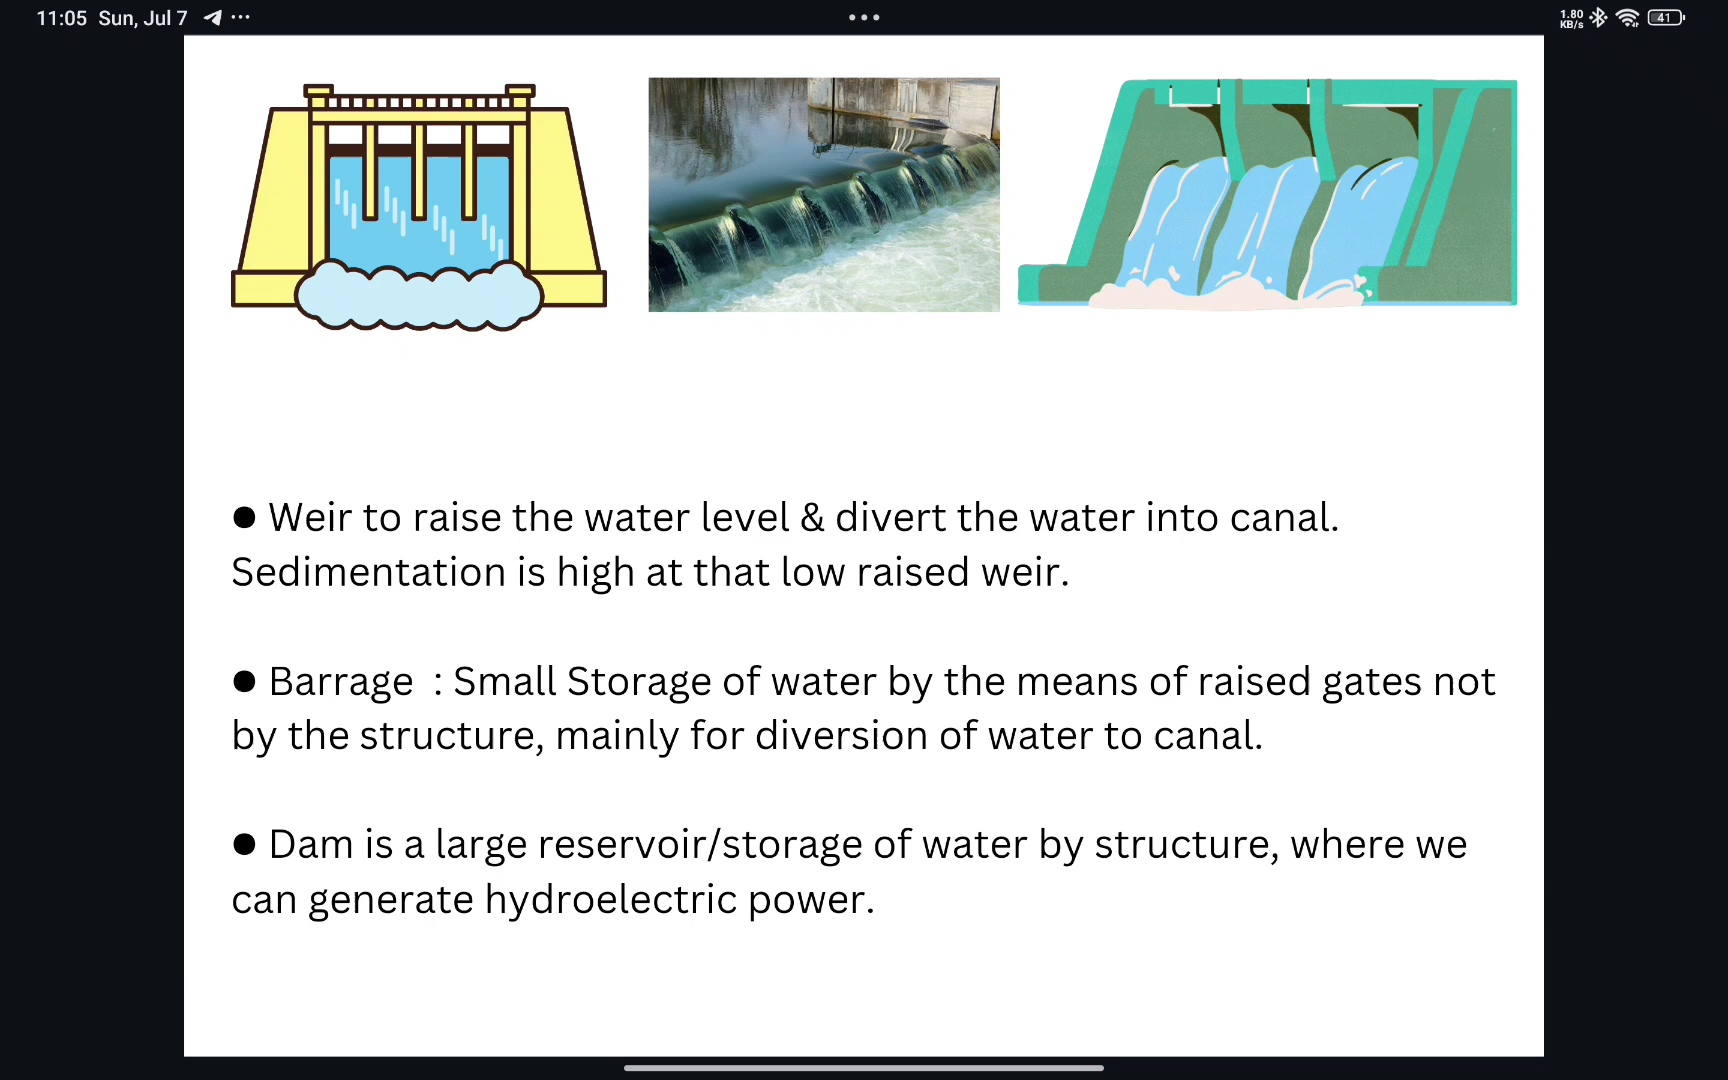 11:05 Sun, Jul 7 ...
1.80
KB/s
41
● Weir to raise the water level & divert the water into canal.
Sedimentation is high at that low raised weir.
● Barrage : Small Storage of water by the means of raised gates not
by the structure, mainly for diversion of water to canal.
● Dam is a large reservoir/storage of water by structure, where we
can generate hydroelectric power.